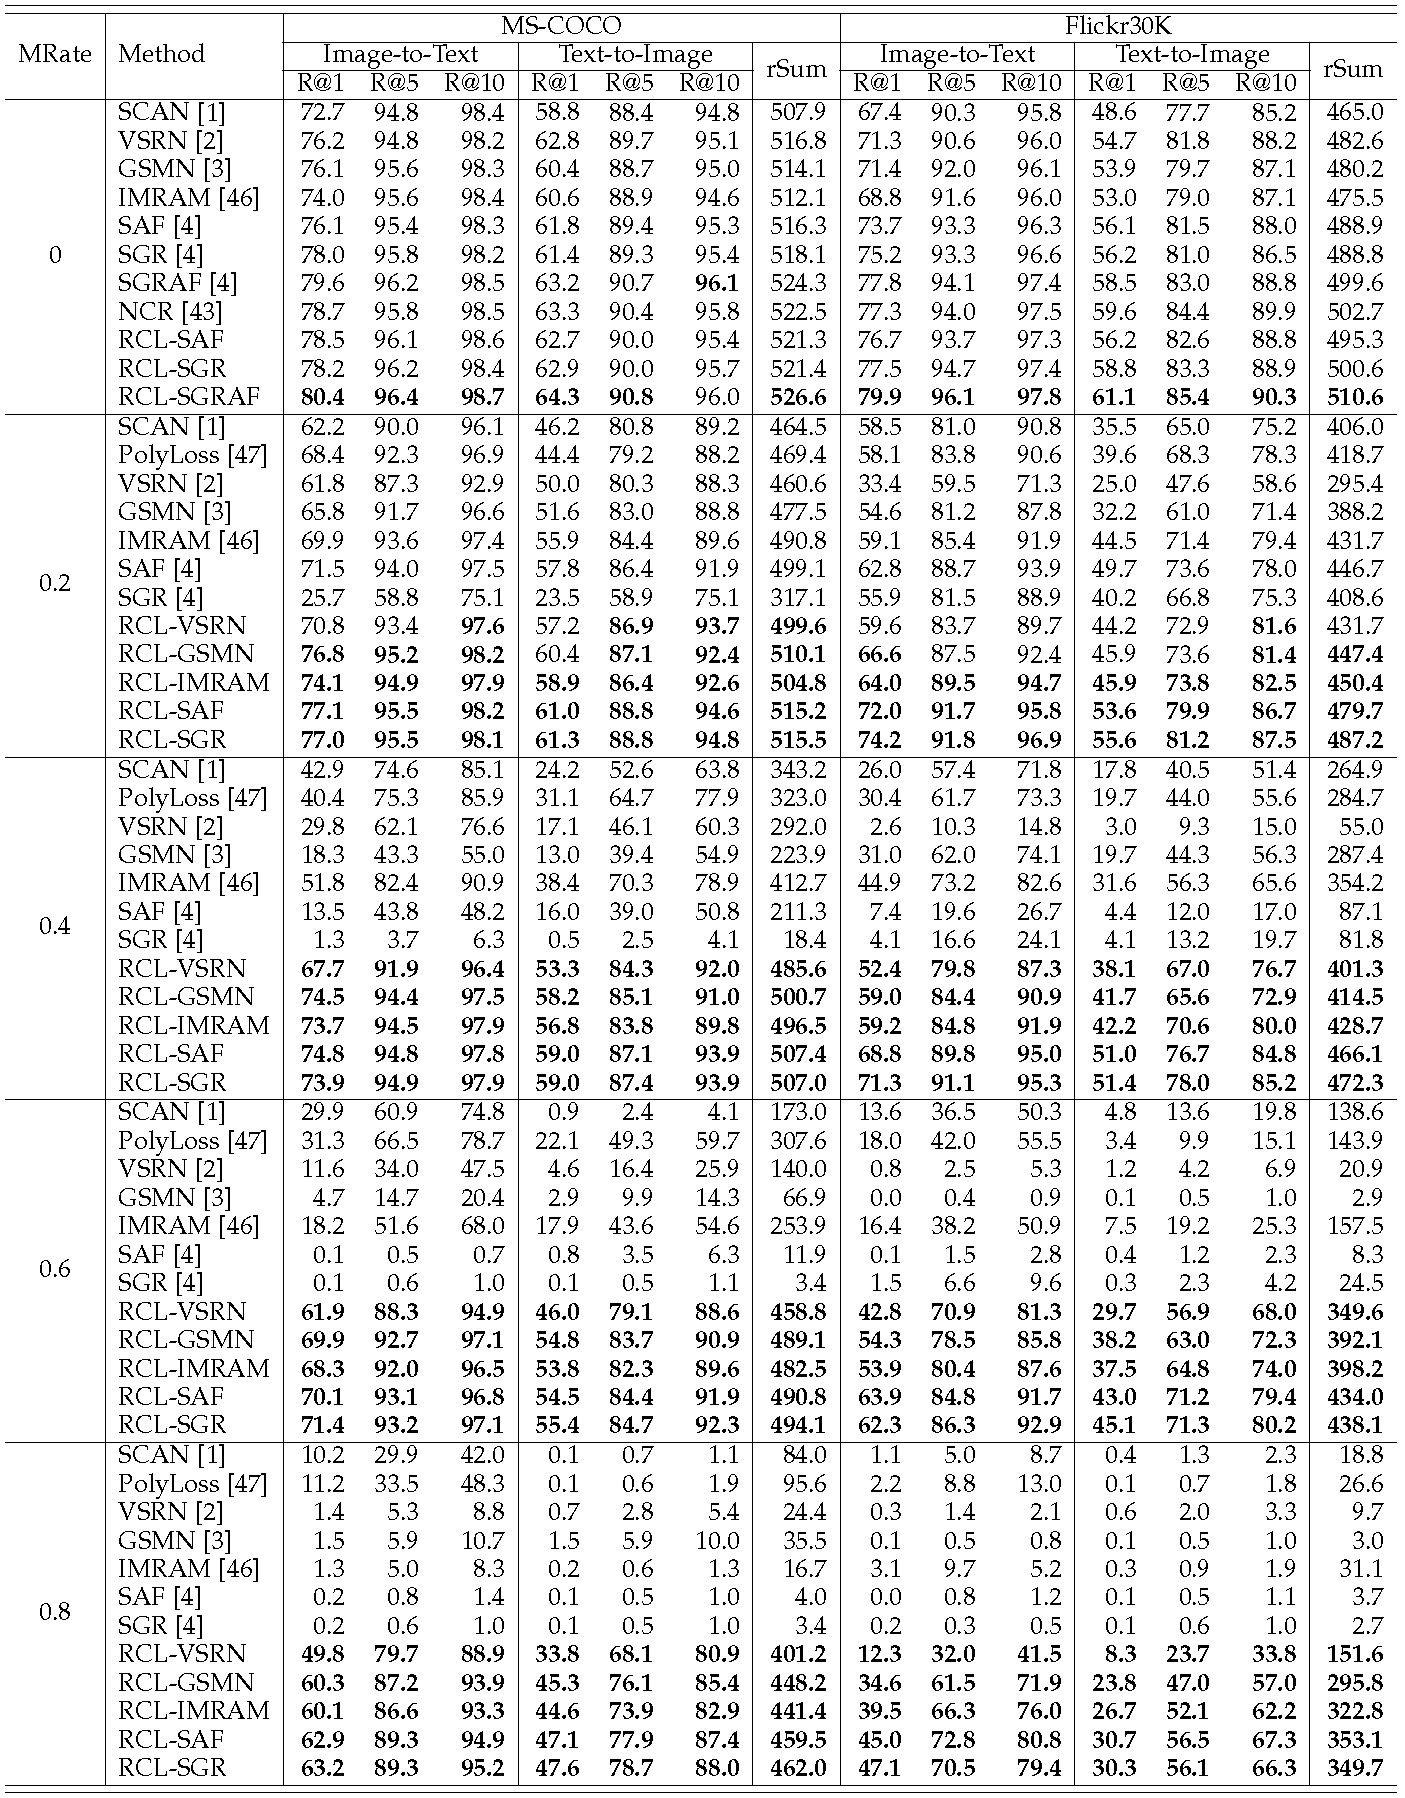 MS-COCO Flickr30K
MRate Method Image-to-Text Text-to-Image rSum Image-to-Text Text-to-Image rSum
R@1 R@5 R@10 R@1 R@5 R@10 R@1 R@5 R@10 R@1 R@5 R@10
SCAN [1] 72.7 94.8 98.4 58.8 88.4 94.8 507.9 67.4 90.3 95.8 48.6 77.7 85.2 465.0
VSRN [2] 76.2 94.8 98.2 62.8 89.7 95.1 516.8 71.3 90.6 96.0 54.7 81.8 88.2 482.6
GSMN [3] 76.1 95.6 98.3 60.4 88.7 95.0 514.1 71.4 92.0 96.1 53.9 79.7 87.1 480.2
IMRAM [46] 74.0 95.6 98.4 60.6 88.9 94.6 512.1 68.8 91.6 96.0 53.0 79.0 87.1 475.5
SAF [4] 76.1 95.4 98.3 61.8 89.4 95.3 516.3 73.7 93.3 96.3 56.1 81.5 88.0 488.9
0 SGR [4] 78.0 95.8 98.2 61.4 89.3 95.4 518.1 75.2 93.3 96.6 56.2 81.0 86.5 488.8
SGRAF [4] 79.6 96.2 98.5 63.2 90.7 96.1 524.3 77.8 94.1 97.4 58.5 83.0 88.8 499.6
NCR [43] 78.7 95.8 98.5 63.3 90.4 95.8 522.5 77.3 94.0 97.5 59.6 84.4 89.9 502.7
RCL-SAF 78.5 96.1 98.6 62.7 90.0 95.4 521.3 76.7 93.7 97.3 56.2 82.6 88.8 495.3
RCL-SGR 78.2 96.2 98.4 62.9 90.0 95.7 521.4 77.5 94.7 97.4 58.8 83.3 88.9 500.6
RCL-SGRAF 80.4 96.4 98.7 64.3 90.8 96.0 526.6 79.9 96.1 97.8 61.1 85.4 90.3 510.6
SCAN [1] 62.2 90.0 96.1 46.2 80.8 89.2 464.5 58.5 81.0 90.8 35.5 65.0 75.2 406.0
PolyLoss [47] 68.4 92.3 96.9 44.4 79.2 88.2 469.4 58.1 83.8 90.6 39.6 68.3 78.3 418.7
VSRN [2] 61.8 87.3 92.9 50.0 80.3 88.3 460.6 33.4 59.5 71.3 25.0 47.6 58.6 295.4
GSMN [3] 65.8 91.7 96.6 51.6 83.0 88.8 477.5 54.6 81.2 87.8 32.2 61.0 71.4 388.2
IMRAM [46] 69.9 93.6 97.4 55.9 84.4 89.6 490.8 59.1 85.4 91.9 44.5 71.4 79.4 431.7
0.2 SAF [4] 71.5 94.0 97.5 57.8 86.4 91.9 499.1 62.8 88.7 93.9 49.7 73.6 78.0 446.7
SGR [4] 25.7 58.8 75.1 23.5 58.9 75.1 317.1 55.9 81.5 88.9 40.2 66.8 75.3 408.6
RCL-VSRN 70.8 93.4 97.6 57.2 86.9 93.7 499.6 59.6 83.7 89.7 44.2 72.9 81.6 431.7
RCL-GSMN 76.8 95.2 98.2 60.4 87.1 92.4 510.1 66.6 87.5 92.4 45.9 73.6 81.4 447.4
RCL-IMRAM 74.1 94.9 97.9 58.9 86.4 92.6 504.8 64.0 89.5 94.7 45.9 73.8 82.5 450.4
RCL-SAF 77.1 95.5 98.2 61.0 88.8 94.6 515.2 72.0 91.7 95.8 53.6 79.9 86.7 479.7
RCL-SGR 77.0 95.5 98.1 61.3 88.8 94.8 515.5 74.2 91.8 96.9 55.6 81.2 87.5 487.2
SCAN [1] 42.9 74.6 85.1 24.2 52.6 63.8 343.2 26.0 57.4 71.8 17.8 40.5 51.4 264.9
PolyLoss [47] 40.4 75.3 85.9 31.1 64.7 77.9 323.0 30.4 61.7 73.3 19.7 44.0 55.6 284.7
VSRN [2] 29.8 62.1 76.6 17.1 46.1 60.3 292.0 2.6 10.3 14.8 3.0 9.3 15.0 55.0
GSMN [3] 18.3 43.3 55.0 13.0 39.4 54.9 223.9 31.0 62.0 74.1 19.7 44.3 56.3 287.4
IMRAM [46] 51.8 82.4 90.9 38.4 70.3 78.9 412.7 44.9 73.2 82.6 31.6 56.3 65.6 354.2
0.4 SAF [4] 13.5 43.8 48.2 16.0 39.0 50.8 211.3 7.4 19.6 26.7 4.4 12.0 17.0 87.1
SGR [4] 1.3 3.7 6.3 0.5 2.5 4.1 18.4 4.1 16.6 24.1 4.1 13.2 19.7 81.8
RCL-VSRN 67.7 91.9 96.4 53.3 84.3 92.0 485.6 52.4 79.8 87.3 38.1 67.0 76.7 401.3
RCL-GSMN 74.5 94.4 97.5 58.2 85.1 91.0 500.7 59.0 84.4 90.9 41.7 65.6 72.9 414.5
RCL-IMRAM 73.7 94.5 97.9 56.8 83.8 89.8 496.5 59.2 84.8 91.9 42.2 70.6 80.0 428.7
RCL-SAF 74.8 94.8 97.8 59.0 87.1 93.9 507.4 68.8 89.8 95.0 51.0 76.7 84.8 466.1
RCL-SGR 73.9 94.9 97.9 59.0 87.4 93.9 507.0 71.3 91.1 95.3 51.4 78.0 85.2 472.3
SCAN [1] 29.9 60.9 74.8 0.9 2.4 4.1 173.0 13.6 36.5 50.3 4.8 13.6 19.8 138.6
PolyLoss [47] 31.3 66.5 78.7 22.1 49.3 59.7 307.6 18.0 42.0 55.5 3.4 9.9 15.1 143.9
VSRN [2] 11.6 34.0 47.5 4.6 16.4 25.9 140.0 0.8 2.5 5.3 1.2 4.2 6.9 20.9
GSMN [3] 4.7 14.7 20.4 2.9 9.9 14.3 66.9 0.0 0.4 0.9 0.1 0.5 1.0 2.9
IMRAM [46] 18.2 51.6 68.0 17.9 43.6 54.6 253.9 16.4 38.2 50.9 7.5 19.2 25.3 157.5
0.6 SAF [4] 0.1 0.5 0.7 0.8 3.5 6.3 11.9 0.1 1.5 2.8 0.4 1.2 2.3 8.3
SGR [4] 0.1 0.6 1.0 0.1 0.5 1.1 3.4 1.5 6.6 9.6 0.3 2.3 4.2 24.5
RCL-VSRN 61.9 88.3 94.9 46.0 79.1 88.6 458.8 42.8 70.9 81.3 29.7 56.9 68.0 349.6
RCL-GSMN 69.9 92.7 97.1 54.8 83.7 90.9 489.1 54.3 78.5 85.8 38.2 63.0 72.3 392.1
RCL-IMRAM 68.3 92.0 96.5 53.8 82.3 89.6 482.5 53.9 80.4 87.6 37.5 64.8 74.0 398.2
RCL-SAF 70.1 93.1 96.8 54.5 84.4 91.9 490.8 63.9 84.8 91.7 43.0 71.2 79.4 434.0
RCL-SGR 71.4 93.2 97.1 55.4 84.7 92.3 494.1 62.3 86.3 92.9 45.1 71.3 80.2 438.1
SCAN [1] 10.2 29.9 42.0 0.1 0.7 1.1 84.0 1.1 5.0 8.7 0.4 1.3 2.3 18.8
PolyLoss [47] 11.2 33.5 48.3 0.1 0.6 1.9 95.6 2.2 8.8 13.0 0.1 0.7 1.8 26.6
VSRN [2] 1.4 5.3 8.8 0.7 2.8 5.4 24.4 0.3 1.4 2.1 0.6 2.0 3.3 9.7
GSMN [3] 1.5 5.9 10.7 1.5 5.9 10.0 35.5 0.1 0.5 0.8 0.1 0.5 1.0 3.0
IMRAM [46] 1.3 5.0 8.3 0.2 0.6 1.3 16.7 3.1 9.7 5.2 0.3 0.9 1.9 31.1
0.8 SAF [4] 0.2 0.8 1.4 0.1 0.5 1.0 4.0 0.0 0.8 1.2 0.1 0.5 1.1 3.7
SGR [4] 0.2 0.6 1.0 0.1 0.5 1.0 3.4 0.2 0.3 0.5 0.1 0.6 1.0 2.7
RCL-VSRN 49.8 79.7 88.9 33.8 68.1 80.9 401.2 12.3 32.0 41.5 8.3 23.7 33.8 151.6
RCL-GSMN 60.3 87.2 93.9 45.3 76.1 85.4 448.2 34.6 61.5 71.9 23.8 47.0 57.0 295.8
RCL-IMRAM 60.1 86.6 93.3 44.6 73.9 82.9 441.4 39.5 66.3 76.0 26.7 52.1 62.2 322.8
RCL-SAF 62.9 89.3 94.9 47.1 77.9 87.4 459.5 45.0 72.8 80.8 30.7 56.5 67.3 353.1
RCL-SGR 63.2 89.3 95.2 47.6 78.7 88.0 462.0 47.1 70.5 79.4 30.3 56.1 66.3 349.7